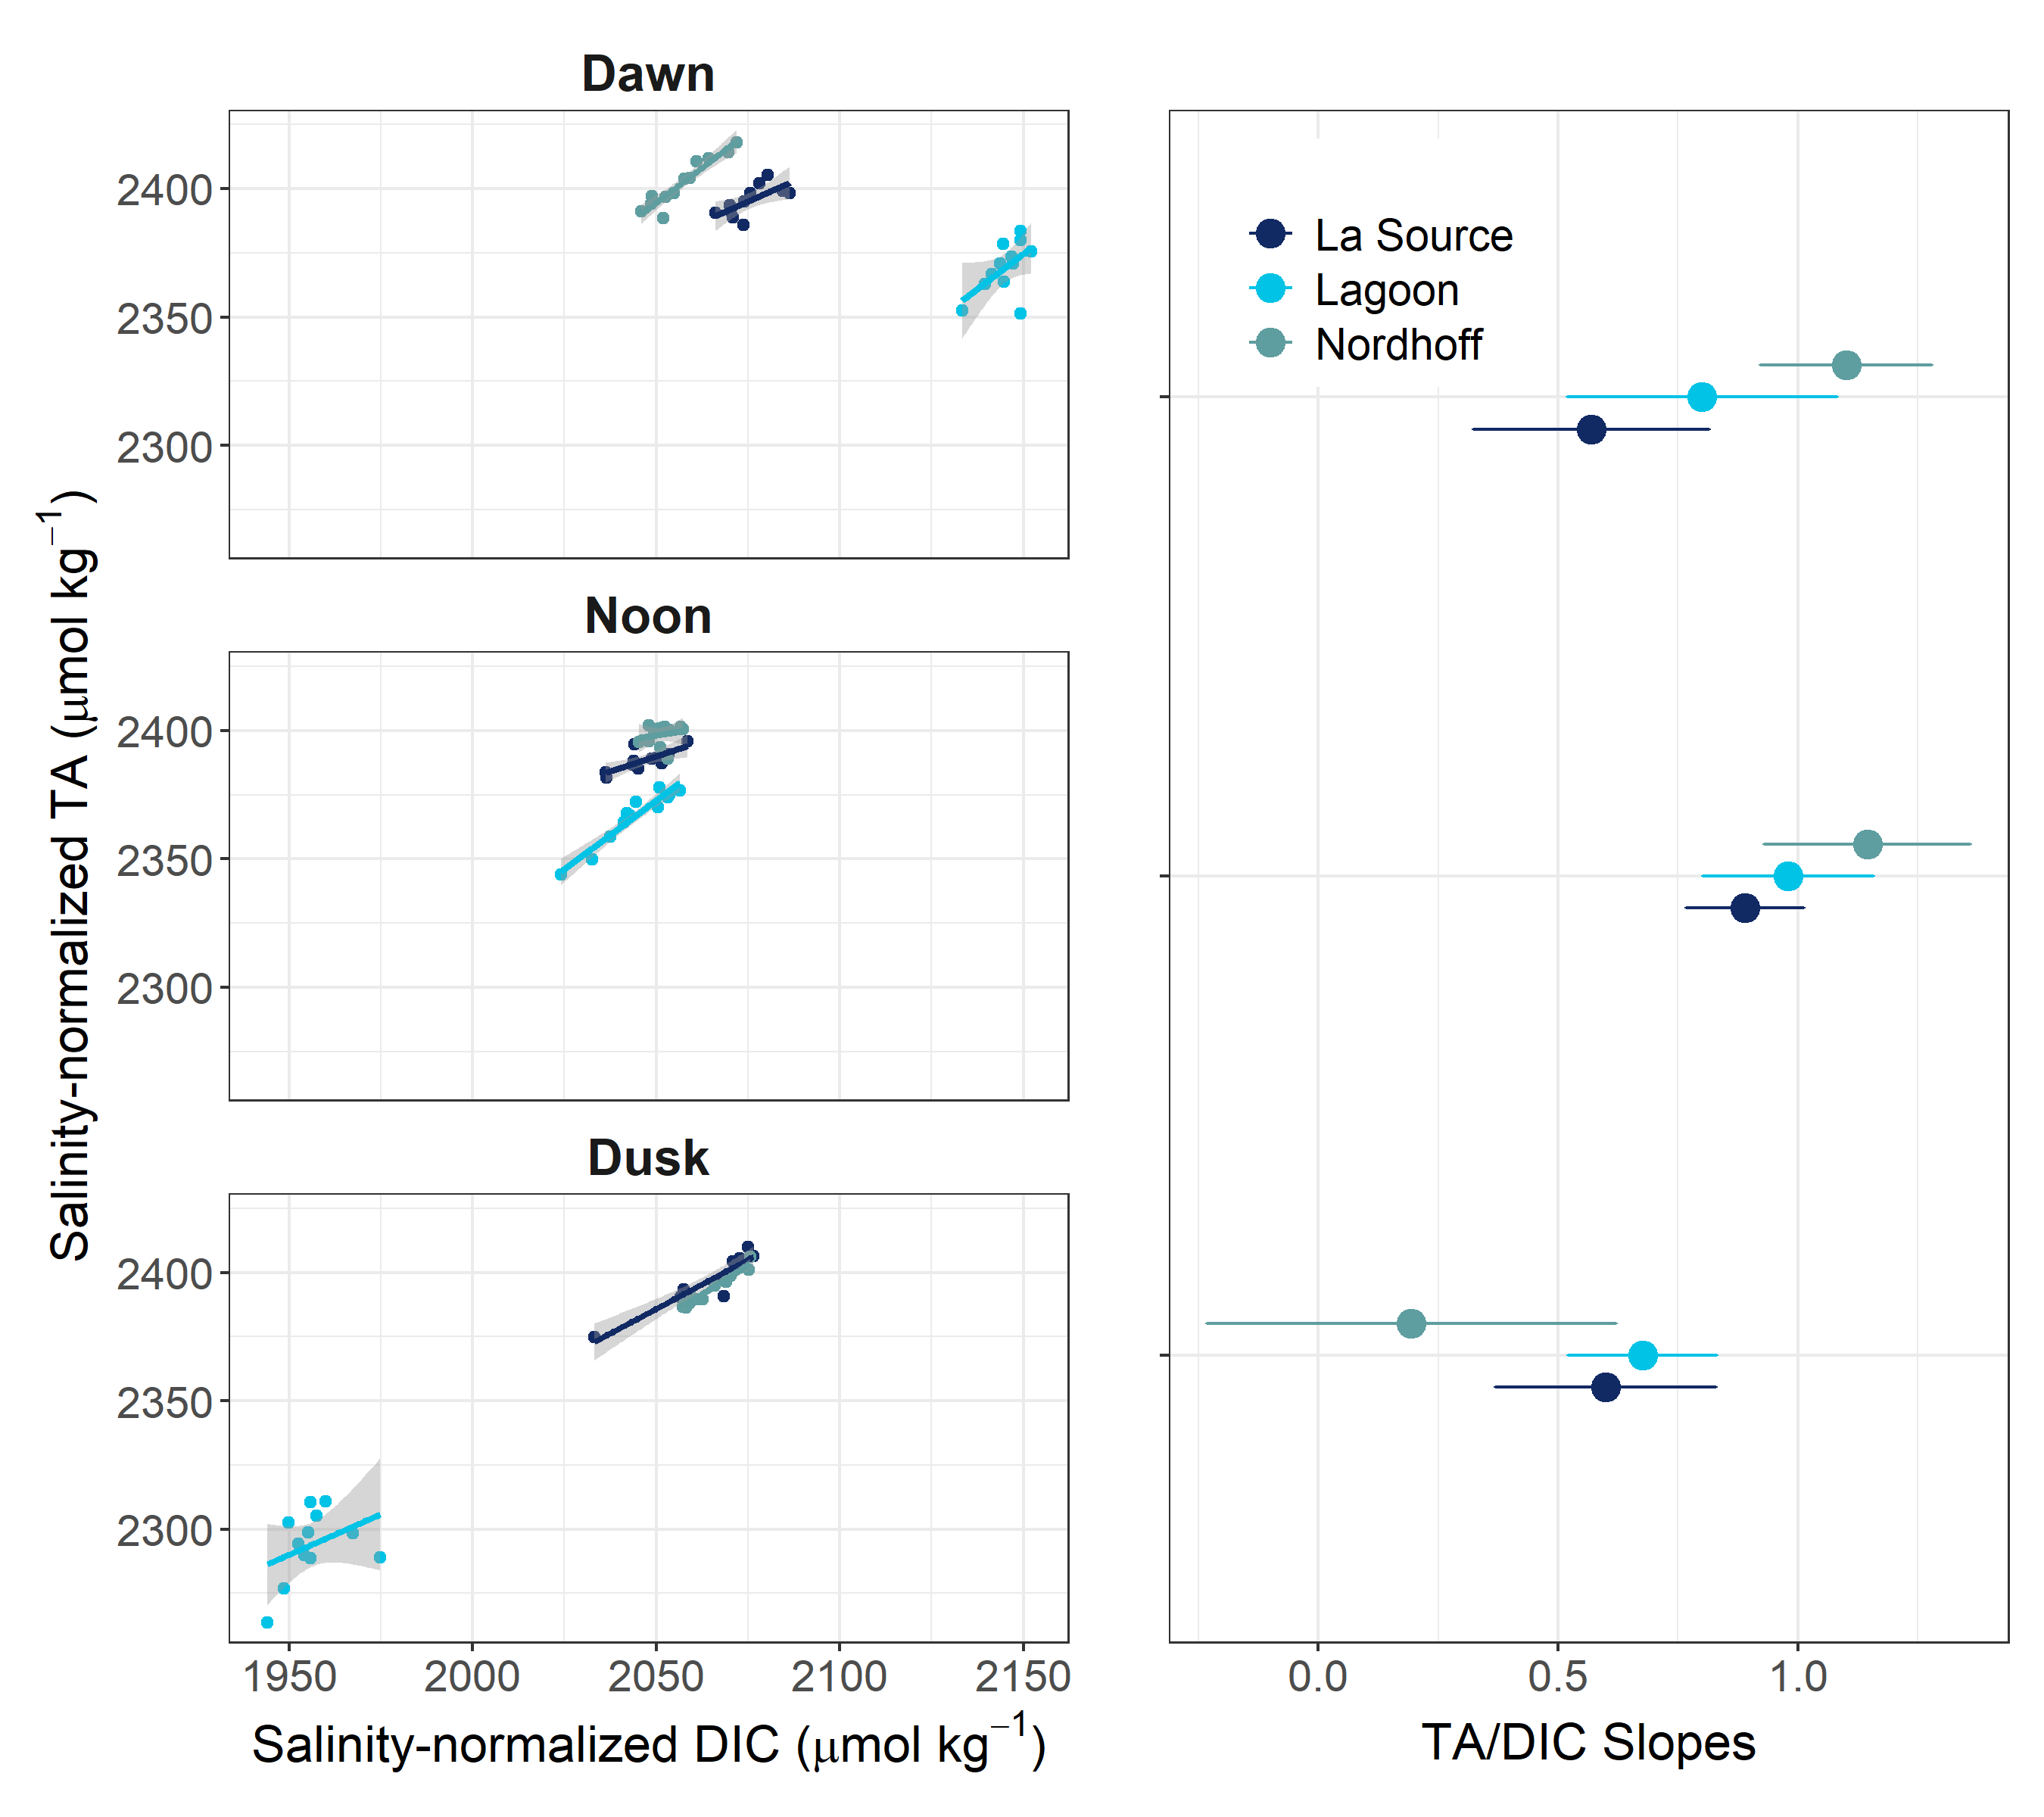 Dawn
2400
2350
2300
Noon
2400
2350
2300
Dusk
2400
2350
2300
1950 2000 2050 2100 2150
Salinity-normalized DIC (μmol kg⁻¹)
Salinity-normalized TA (μmol kg⁻¹)
La Source
Lagoon
Nordhoff
0.0 0.5 1.0
TA/DIC Slopes